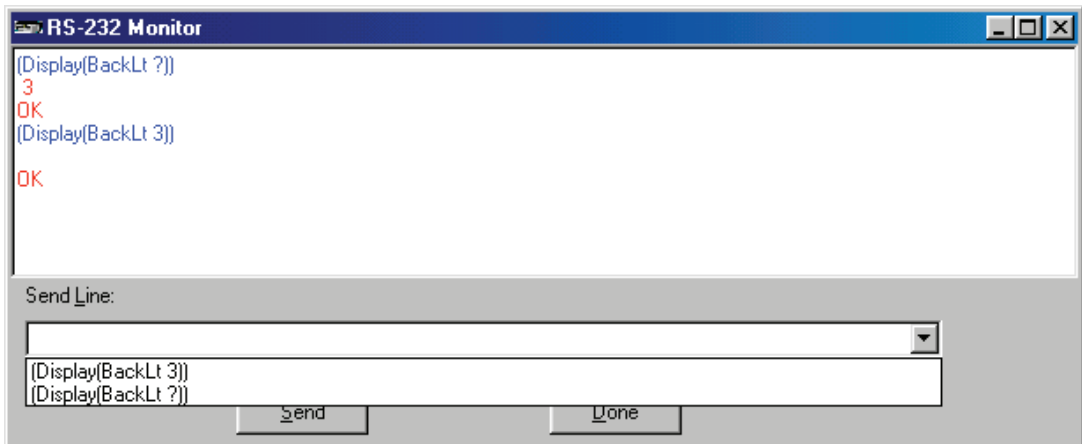 RS-232 Monitor
(Display(BackLt ?))
3
OK
(Display(BackLt 3))
OK
Send Line:
(Display(BackLt 3))
(Display(BackLt ?))
Send
Done